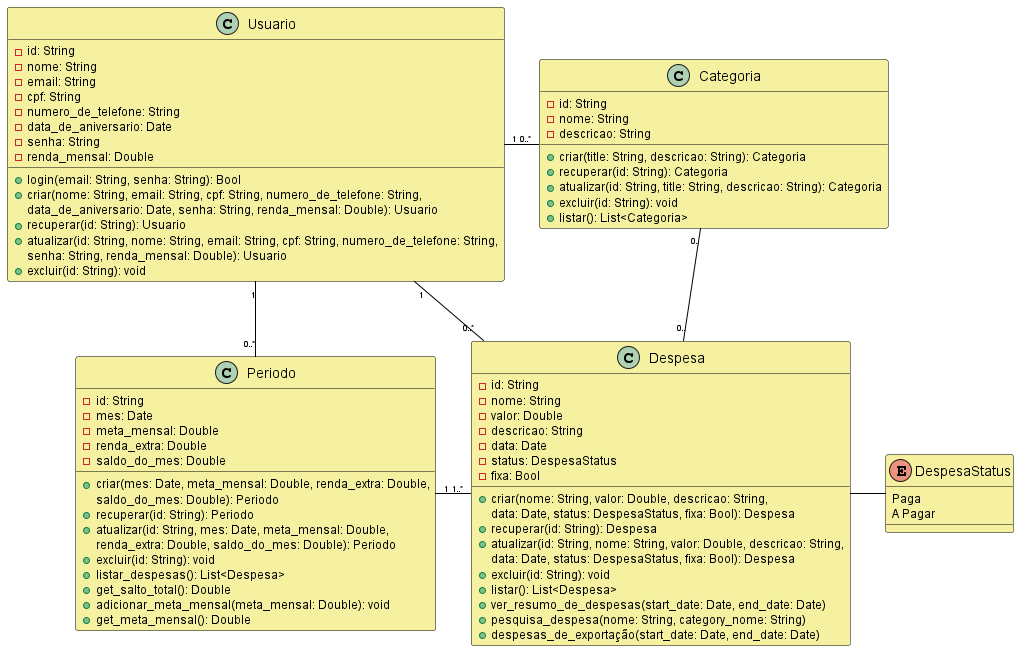 C Usuario
id: String
nome: String
email: String
cpf: String
numero_de_telefone: String
data_de_aniversario: Date
senha: String
renda_mensal: Double
login(email: String, senha: String): Bool
criar(nome: String, email: String, cpf: String, numero_de_telefone: String,
data_de_aniversario: Date, senha: String, renda_mensal: Double): Usuario
recuperar(id: String): Usuario
atualizar(id: String, nome: String, email: String, cpf: String, numero_de_telefone: String,
senha: String, renda_mensal: Double): Usuario
excluir(id: String): void
1 0..*
C Categoria
id: String
nome: String
descricao: String
criar(title: String, descricao: String): Categoria
recuperar(id: String): Categoria
atualizar(id: String, title: String, descricao: String): Categoria
excluir(id: String): void
listar(): List<Categoria>
1
0..*
1
0..*
0..
0..
C Periodo
id: String
mes: Date
meta_mensal: Double
renda_extra: Double
saldo_do_mes: Double
criar(mes: Date, meta_mensal: Double, renda_extra: Double,
saldo_do_mes: Double): Periodo
recuperar(id: String): Periodo
atualizar(id: String, mes: Date, meta_mensal: Double,
renda_extra: Double, saldo_do_mes: Double): Periodo
excluir(id: String): void
listar_despesas(): List<Despesa>
get_salto_total(): Double
adicionar_meta_mensal(meta_mensal: Double): void
get_meta_mensal(): Double
1 1..*
C Despesa
id: String
nome: String
valor: Double
descricao: String
data: Date
status: DespesaStatus
fixa: Bool
criar(nome: String, valor: Double, descricao: String,
data: Date, status: DespesaStatus, fixa: Bool): Despesa
recuperar(id: String): Despesa
atualizar(id: String, nome: String, valor: Double, descricao: String,
data: Date, status: DespesaStatus, fixa: Bool): Despesa
excluir(id: String): void
listar(): List<Despesa>
ver_resumo_de_despesas(start_date: Date, end_date: Date)
pesquisa_despesa(nome: String, category_nome: String)
despesas_de_exportação(start_date: Date, end_date: Date)
E DespesaStatus
Paga
A Pagar